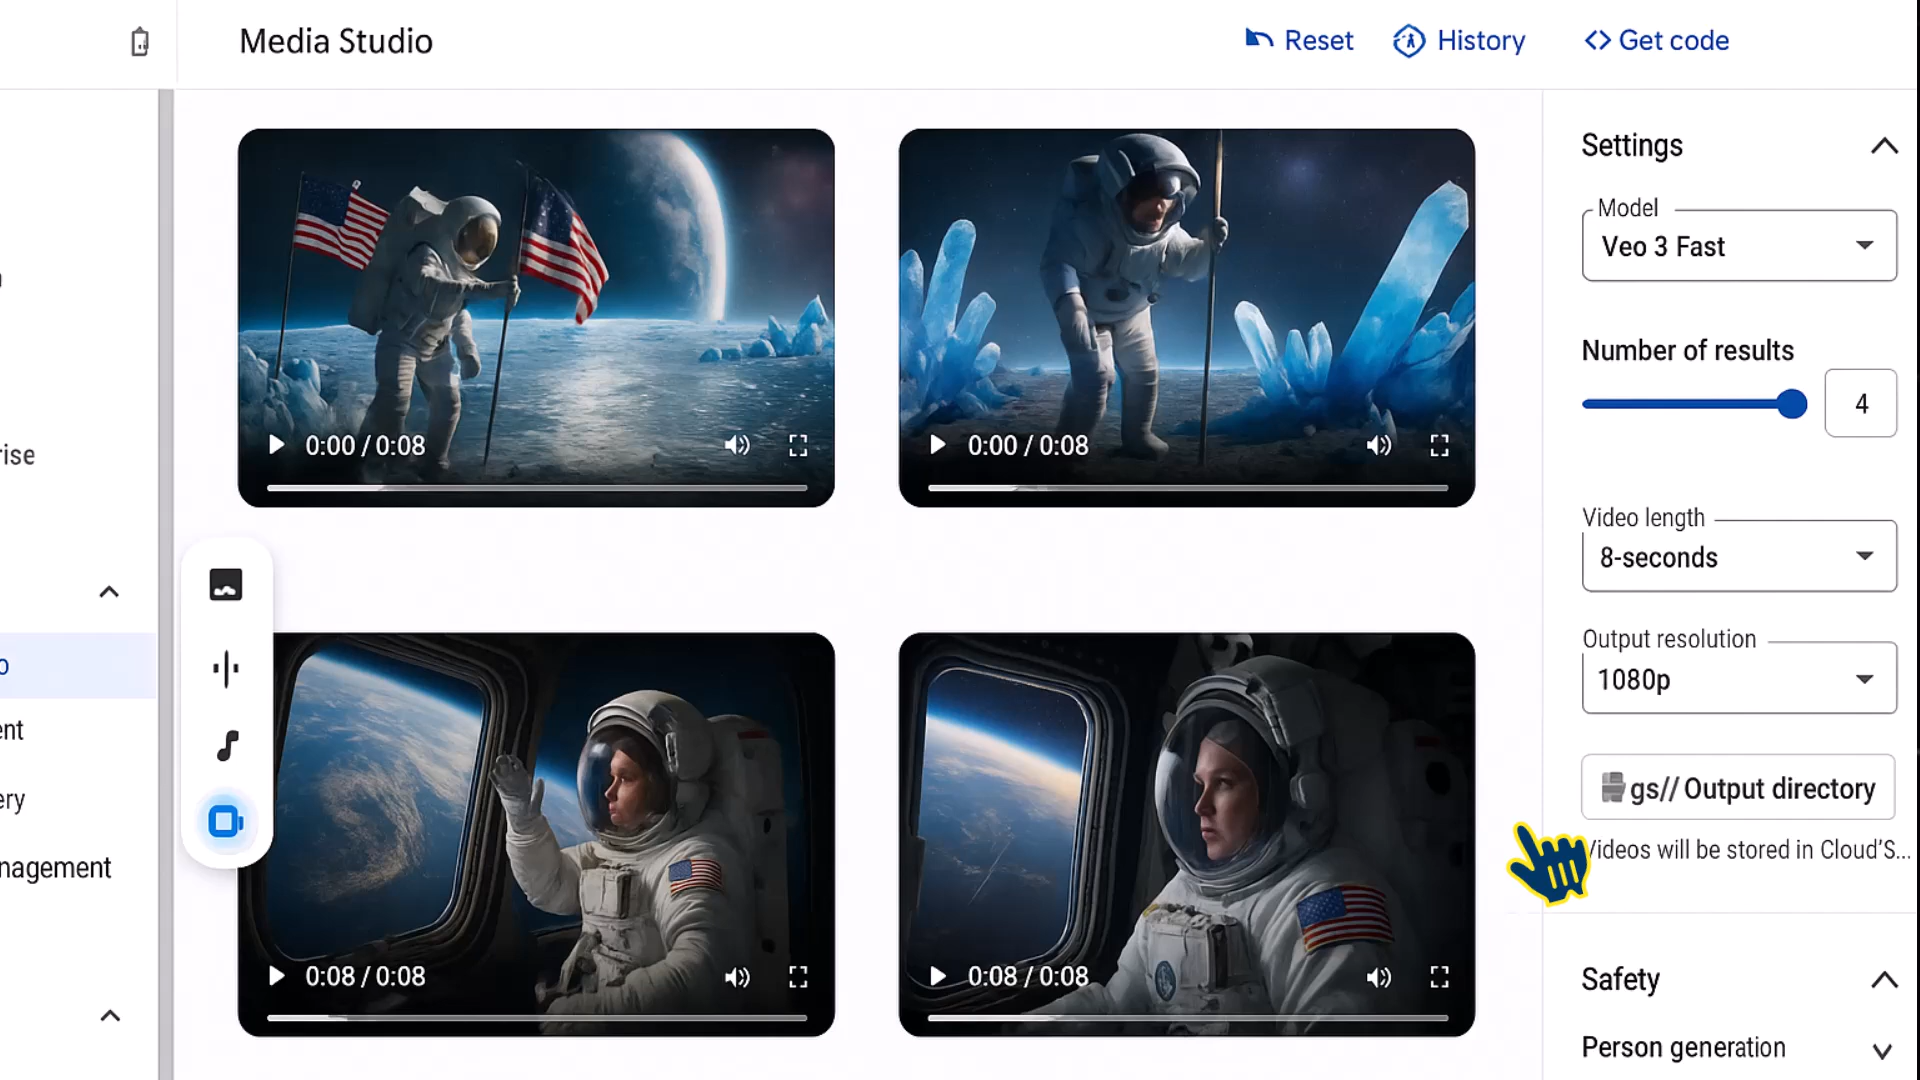 Media Studio
Reset
History
<> Get code
Settings
Model
Veo 3 Fast
Number of results
4
Video length
8-seconds
Output resolution
1080p
gs// Output directory
Videos will be stored in Cloud'S...
Safety
Person generation
0:00 / 0:08
0:00 / 0:08
0:08 / 0:08
0:08 / 0:08
rise
o
ent
ery
nagement